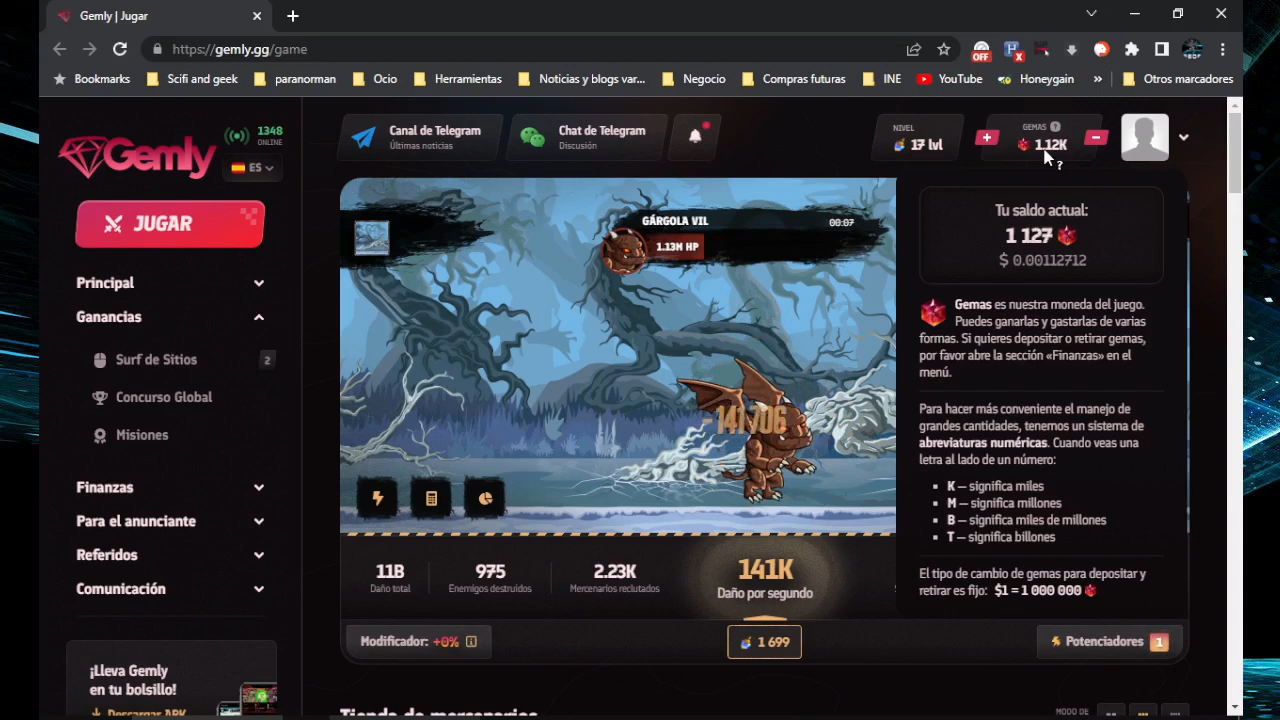 Gemly | Jugar
https://gemly.gg/game
OFF
Bookmarks
Scifi and geek
paranorman
Ocio
Herramientas
Noticias y blogs var...
Negocio
Compras futuras
INE
YouTube
Honeygain
»
Otros marcadores
Gemly
1348
ONLINE
ES
Canal de Telegram
Últimas noticias
Chat de Telegram
Discusión
NIVEL
17 lvl
GEMAS ?
1.12K
JUGAR
Principal
Ganancias
Surf de Sitios
2
Concurso Global
Misiones
Finanzas
Para el anunciante
Referidos
Comunicación
¡Lleva Gemly
en tu bolsillo!
Descargar APK
GÁRGOLA VIL
00:07
1.13M HP
-141 706
11B
Daño total
975
Enemigos destruidos
2.23K
Mercenarios reclutados
141K
Daño por segundo
Modificador: +0%
1 699
Potenciadores 1
Tienda de mercenarios
MODO DE
Tu saldo actual:
1 127
$ 0.00112712
Gemas es nuestra moneda del juego.
Puedes ganarlas y gastarlas de varias
formas. Si quieres depositar o retirar gemas,
por favor abre la sección «Finanzas» en el
menú.
Para hacer más conveniente el manejo de
grandes cantidades, tenemos un sistema de
abreviaturas numéricas. Cuando veas una
letra al lado de un número:
K — significa miles
M — significa millones
B — significa miles de millones
T — significa billones
El tipo de cambio de gemas para depositar y
retirar es fijo: $1 = 1 000 000